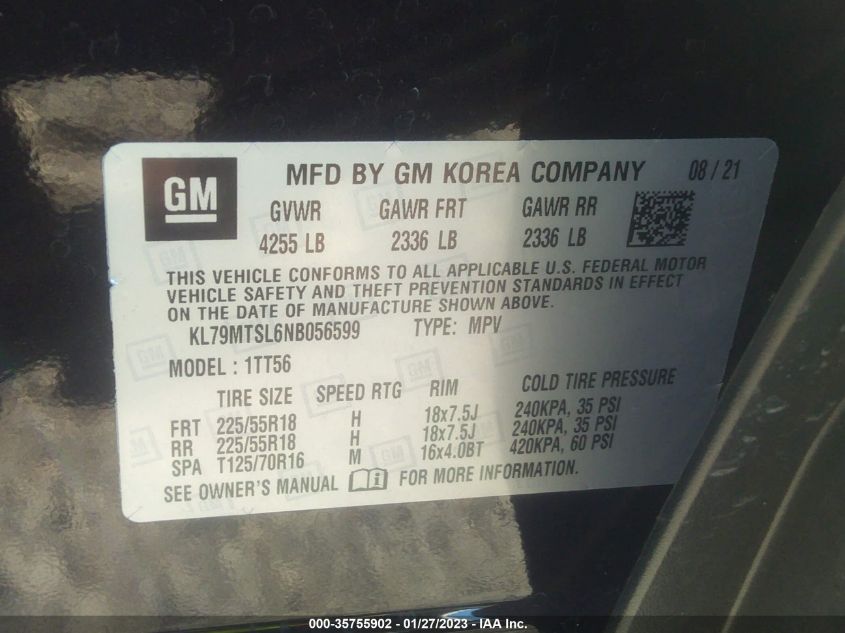 GM
MFD BY GM KOREA COMPANY 08 / 21
GVWR GAWR FRT GAWR RR
4255 LB 2336 LB 2336 LB
THIS VEHICLE CONFORMS TO ALL APPLICABLE U.S. FEDERAL MOTOR
VEHICLE SAFETY AND THEFT PREVENTION STANDARDS IN EFFECT
ON THE DATE OF MANUFACTURE SHOWN ABOVE.
KL79MTSL6NB056599 TYPE: MPV
MODEL : 1TT56
TIRE SIZE SPEED RTG RIM COLD TIRE PRESSURE
FRT 225/55R18 H 18x7.5J 240KPA, 35 PSI
RR 225/55R18 H 18x7.5J 240KPA, 35 PSI
SPA T125/70R16 M 16x4.0BT 420KPA, 60 PSI
SEE OWNER'S MANUAL FOR MORE INFORMATION.
000-35755902 - 01/27/2023 - IAA Inc.